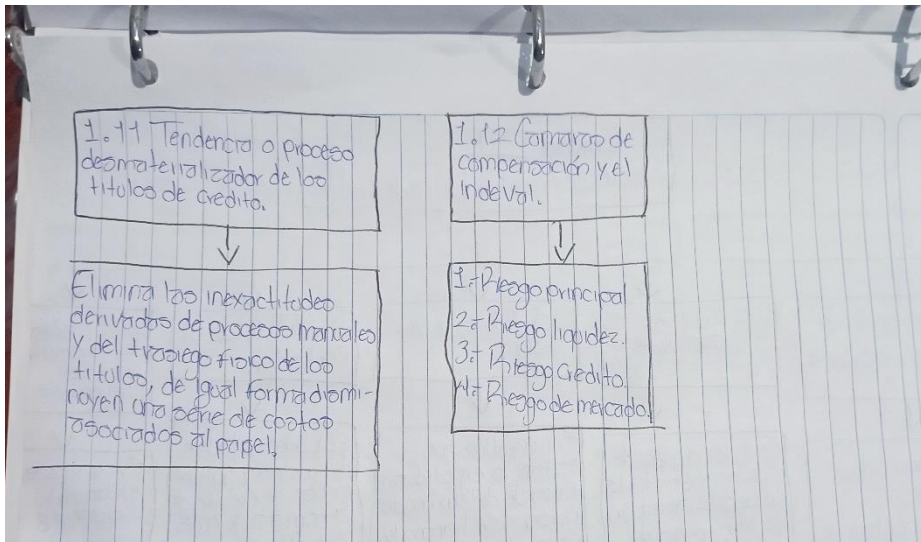 1.11 Tendencia o proceso
desmaterializador de los
titulos de credito.
Elimina las inexactitudes
derivados de procesos manuales
y del trasiego fisico de los
titulos, de igual forma dismi-
nuyen una serie de costos
asociados al papel.
1.12 Camaras de
compensación y el
indeval.
1.- Riesgo principal
2.- Riesgo liquidez.
3.- Riesgo Credito.
4.- Riesgo de mercado.